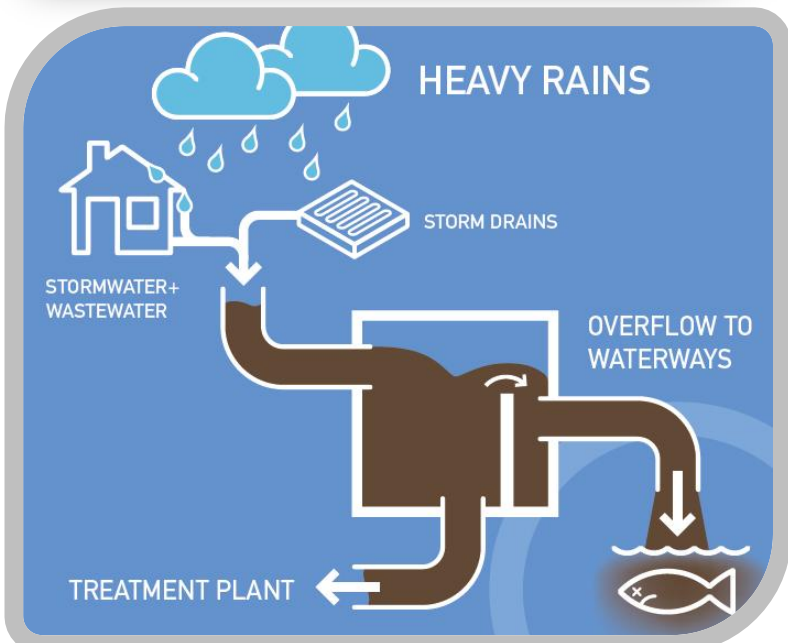 HEAVY RAINS
STORM DRAINS
STORMWATER+
WASTEWATER
OVERFLOW TO
WATERWAYS
TREATMENT PLANT